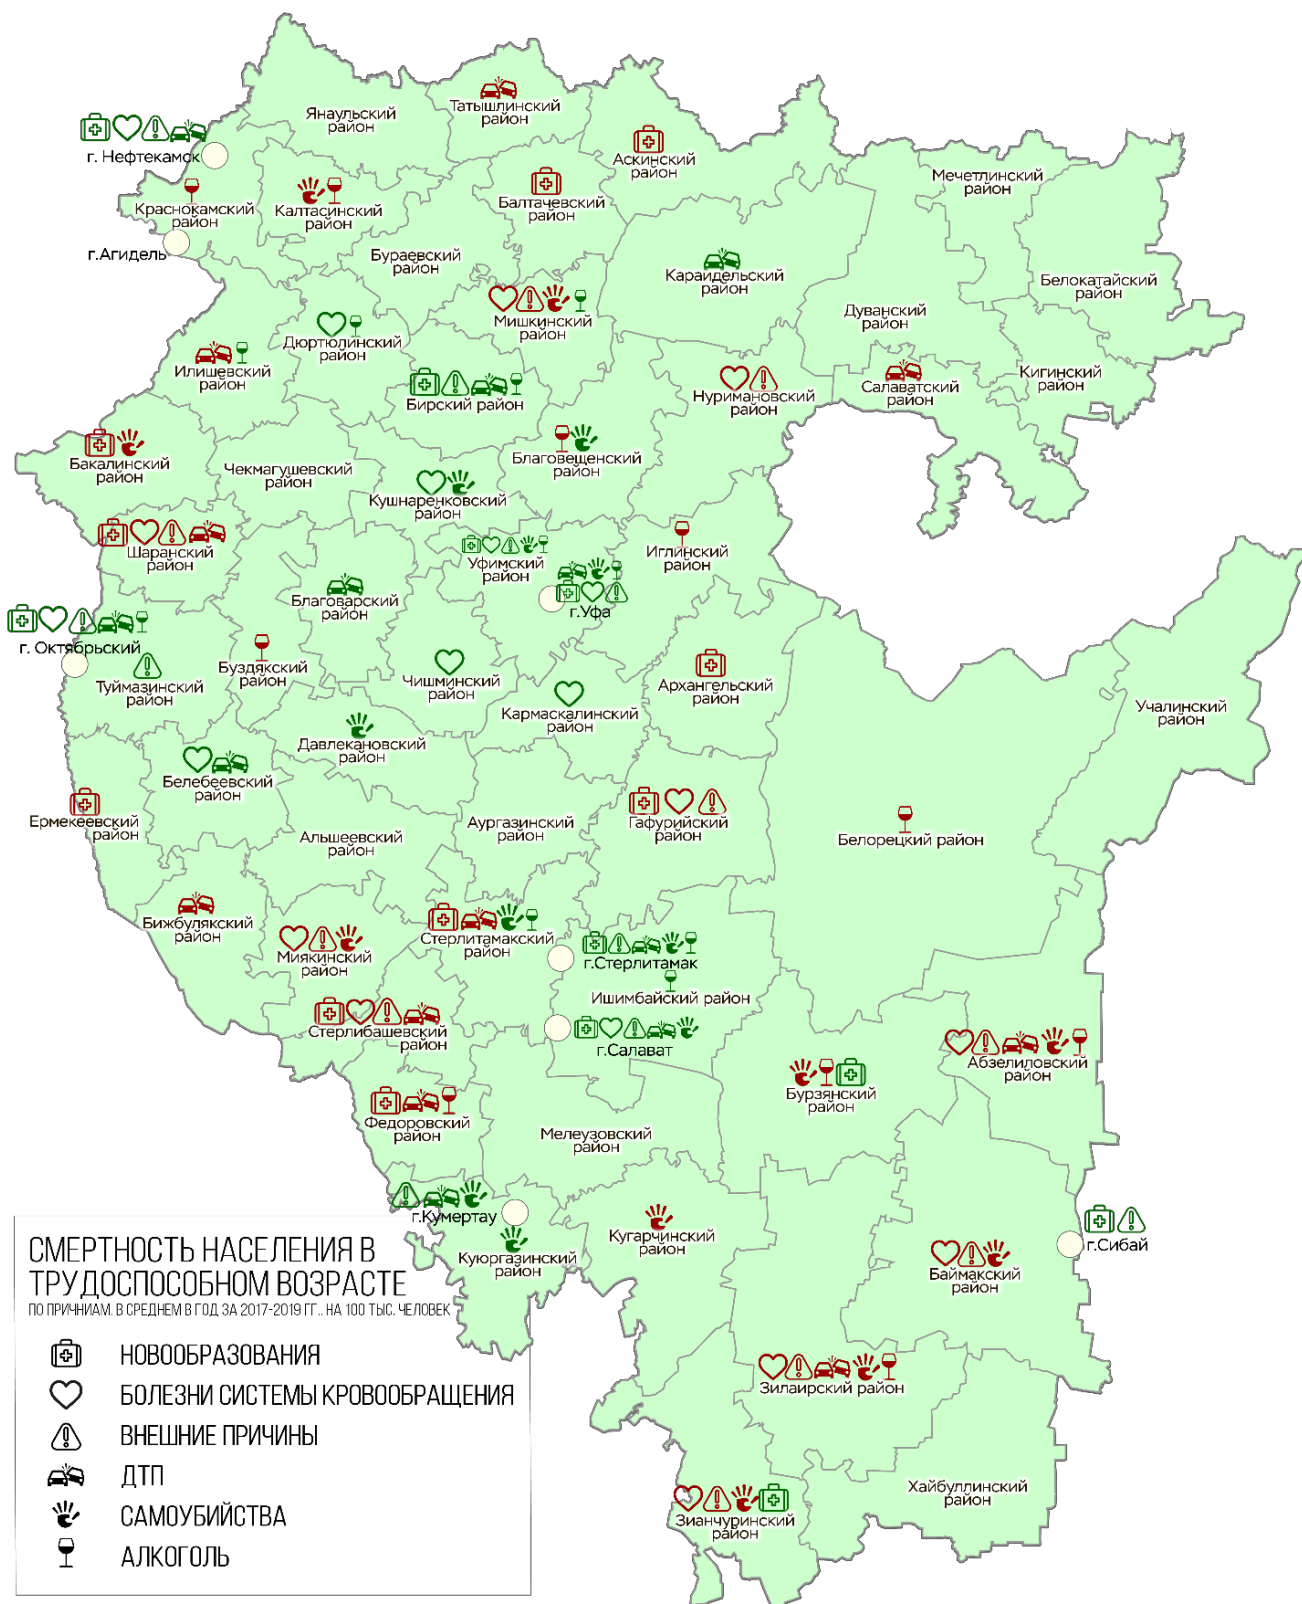 Янаульский
район
Татышлинский
район
г. Нефтекамск
Аскинский
район
Мечетлинский
район
Краснокамский
район
Калтасинский
район
Балтачевский
район
г.Агидель
Бураевский
район
Караидельский
район
Белокатайский
район
Дуванский
район
Мишкинский
район
Дюртюлинский
район
Илишевский
район
Бирский район
Нуримановский
район
Салаватский
район
Кигинский
район
Бакалинский
район
Чекмагушевский
район
Благовещенский
район
Кушнаренковский
район
Шаранский
район
Уфимский
район
Иглинский
район
Благоварский
район
г.Уфа
г. Октябрьский
Туймазинский
район
Буздякский
район
Чишминский
район
Кармаскалинский
район
Архангельский
район
Учалинский
район
Давлекановский
район
Белебеевский
район
Ермекеевский
район
Альшеевский
район
Аургазинский
район
Гафурийский
район
Белорецкий район
Бижбулякский
район
Миякинский
район
Стерлитамакский
район
г.Стерлитамак
Ишимбайский район
Стерлибашевский
район
г.Салават
Абзелиловский
район
Бурзянский
район
Федоровский
район
Мелеузовский
район
г.Кумертау
Куюргазинский
район
Кугарчинский
район
г.Сибай
Баймакский
район
Зилаирский район
Хайбуллинский
район
Зианчуринский
район
СМЕРТНОСТЬ НАСЕЛЕНИЯ В
ТРУДОСПОСОБНОМ ВОЗРАСТЕ
ПО ПРИЧНИАМ. В СРЕДНЕМ В ГОД ЗА 2017-2019 ГГ., НА 100 ТЫС. ЧЕЛОВЕК
НОВООБРАЗОВАНИЯ
БОЛЕЗНИ СИСТЕМЫ КРОВООБРАЩЕНИЯ
ВНЕШНИЕ ПРИЧИНЫ
ДТП
САМОУБИЙСТВА
АЛКОГОЛЬ